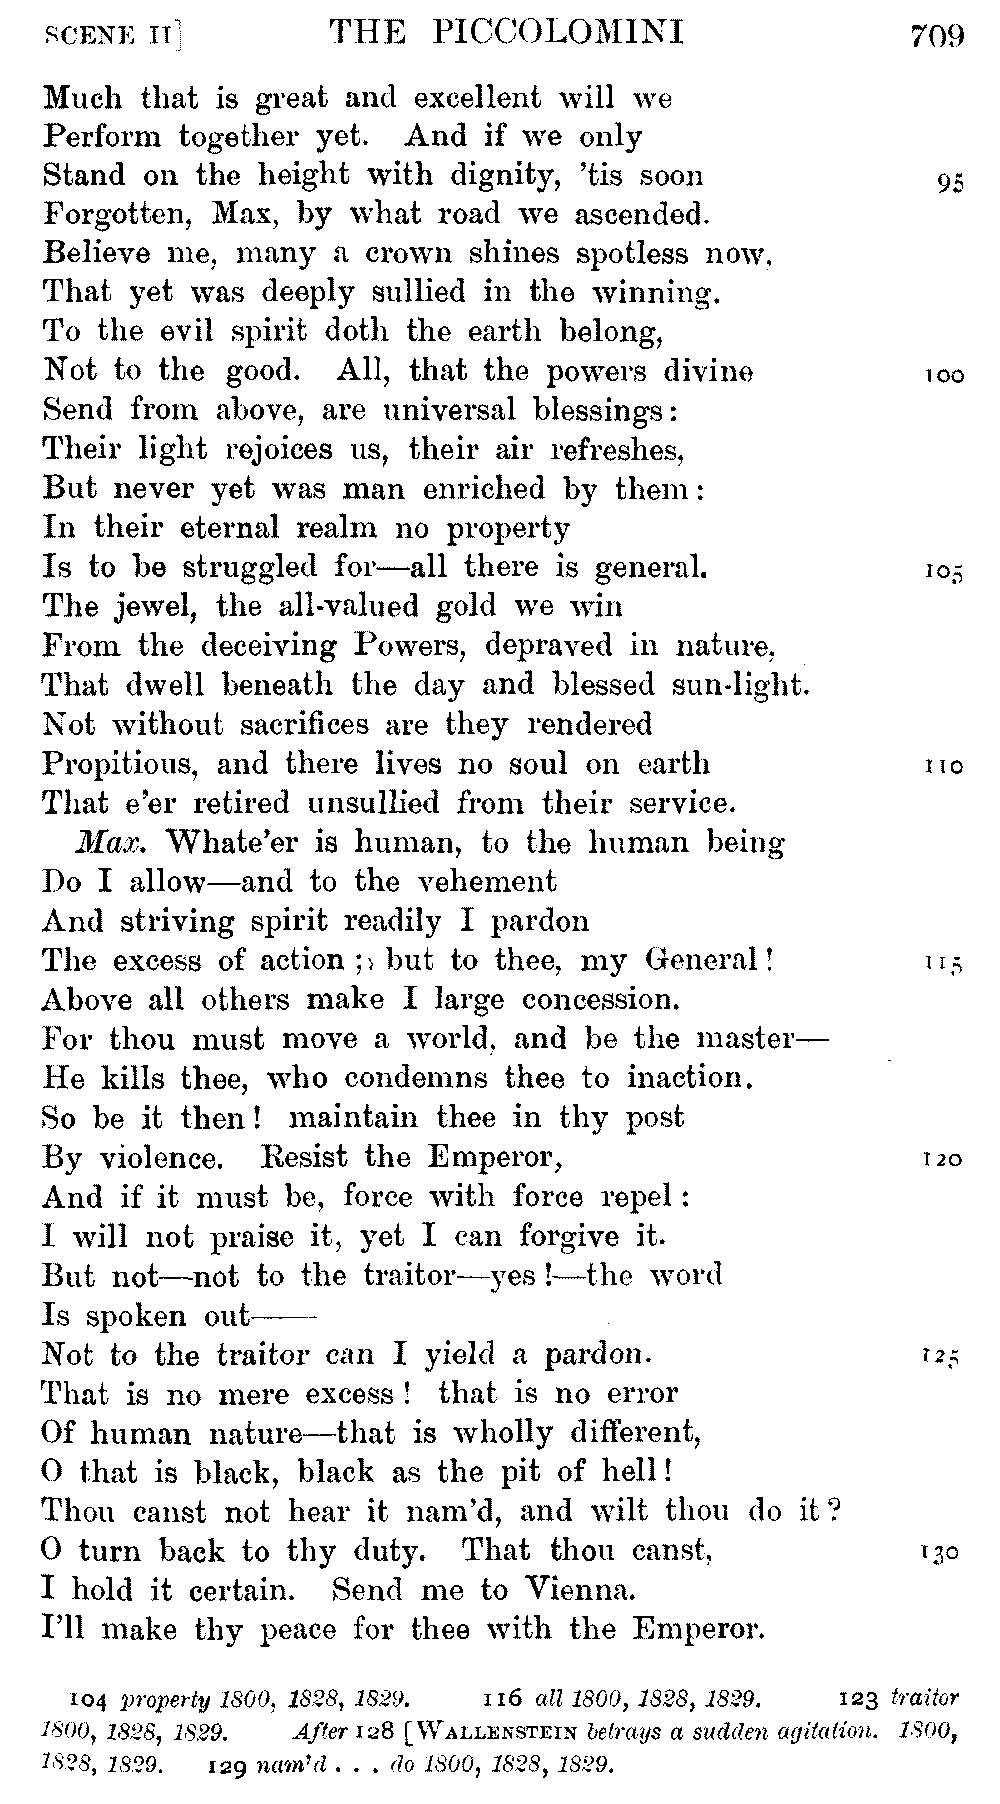 SCENE II] THE PICCOLOMINI 709
Much that is great and excellent will we
Perform together yet. And if we only
Stand on the height with dignity, 'tis soon 95
Forgotten, Max, by what road we ascended.
Believe me, many a crown shines spotless now,
That yet was deeply sullied in the winning.
To the evil spirit doth the earth belong,
Not to the good. All, that the powers divine 100
Send from above, are universal blessings:
Their light rejoices us, their air refreshes,
But never yet was man enriched by them:
In their eternal realm no property
Is to be struggled for—all there is general. 105
The jewel, the all-valued gold we win
From the deceiving Powers, depraved in nature,
That dwell beneath the day and blessed sun-light.
Not without sacrifices are they rendered
Propitious, and there lives no soul on earth 110
That e'er retired unsullied from their service.
Max. Whate'er is human, to the human being
Do I allow—and to the vehement
And striving spirit readily I pardon
The excess of action; but to thee, my General! 115
Above all others make I large concession.
For thou must move a world, and be the master—
He kills thee, who condemns thee to inaction.
So be it then! maintain thee in thy post
By violence. Resist the Emperor, 120
And if it must be, force with force repel:
I will not praise it, yet I can forgive it.
But not—not to the traitor—yes!—the word
Is spoken out——
Not to the traitor can I yield a pardon. 125
That is no mere excess! that is no error
Of human nature—that is wholly different,
O that is black, black as the pit of hell!
Thou canst not hear it nam'd, and wilt thou do it?
O turn back to thy duty. That thou canst, 130
I hold it certain. Send me to Vienna.
I'll make thy peace for thee with the Emperor.
104 property 1800, 1828, 1829. 116 all 1800, 1828, 1829. 123 traitor
1800, 1828, 1829. After 128 [WALLENSTEIN betrays a sudden agitation. 1800,
1828, 1829. 129 nam'd . . . do 1800, 1828, 1829.